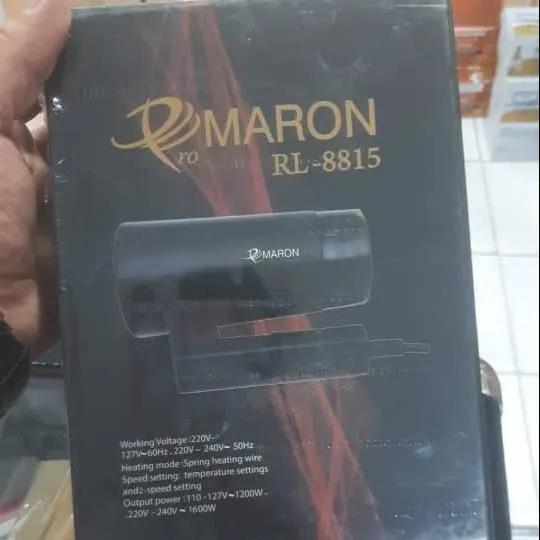 Pro MARON
RL-8815
MARON
Working Voltage :220V~
127V~60Hz . 220V ~ 240V~ 50Hz
Heating mode :Spring heating wire
Speed setting: temperature settings
and2-speed setting
Output power :110 -127V~1200W -
.220V -240V ~ 1600W